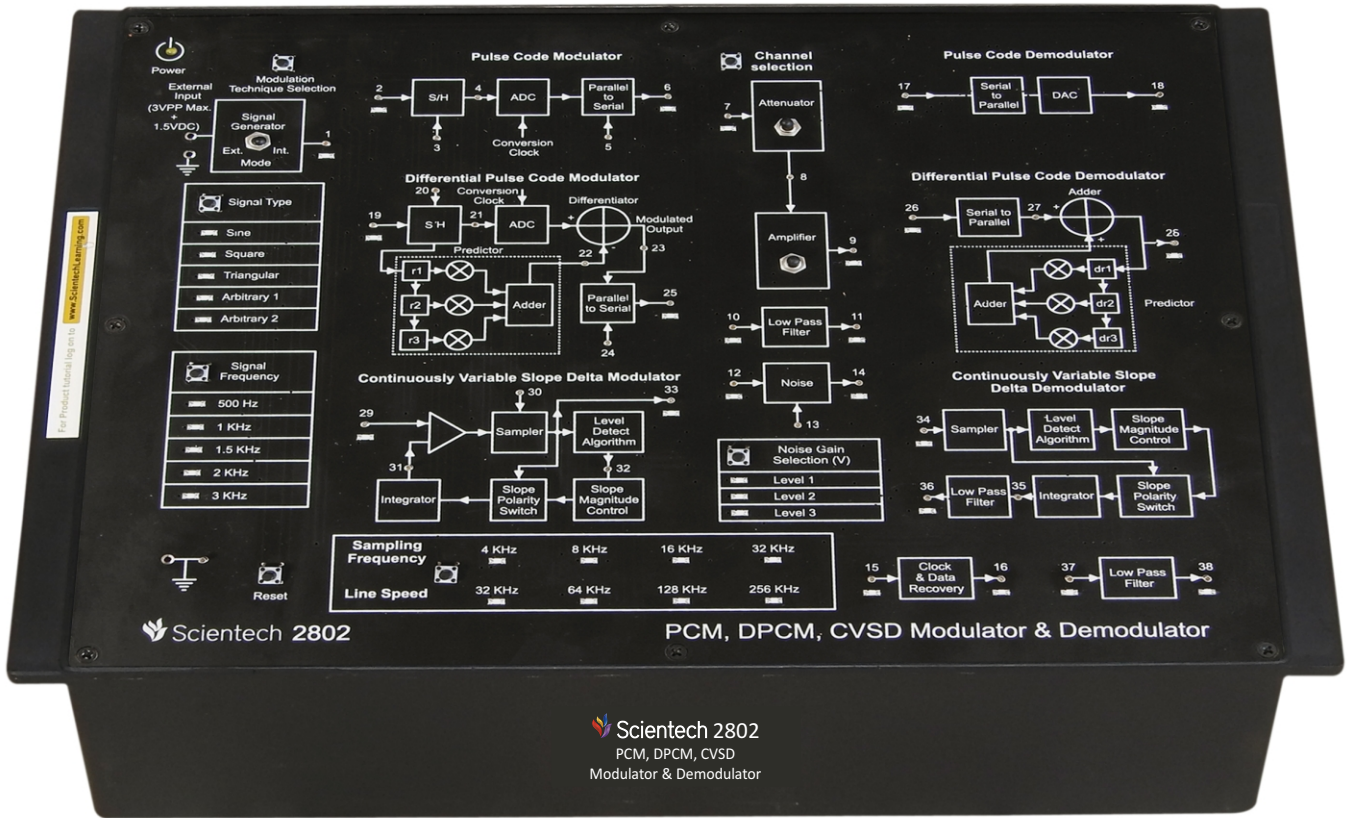 Power
Modulation
Technique Selection
External
Input
(3VPP Max.
+
1.5VDC)
Signal
Generator
Ext. Int.
Mode
1
Signal Type
Sine
Square
Triangular
Arbitrary 1
Arbitrary 2
Signal
Frequency
500 Hz
1 KHz
1.5 KHz
2 KHz
3 KHz
Reset
Pulse Code Modulator
2
S/H
4
ADC
Parallel
to
Serial
6
3
Conversion
Clock
5
Differential Pulse Code Modulator
20
Conversion
Clock
Differentiator
19
S/H
21
ADC
+
Modulated
Output
23
22
Predictor
r1
r2
r3
Adder
Parallel
to Serial
25
24
Continuously Variable Slope Delta Modulator
33
30
29
Sampler
Level
Detect
Algorithm
31
32
Integrator
Slope
Polarity
Switch
Slope
Magnitude
Control
Sampling
Frequency
4 KHz 8 KHz 16 KHz 32 KHz
Line Speed
32 KHz 64 KHz 128 KHz 256 KHz
Channel
selection
7
Attenuator
8
Amplifier
9
10
Low Pass
Filter
11
12
Noise
14
13
Noise Gain
Selection (V)
Level 1
Level 2
Level 3
Pulse Code Demodulator
17
Serial
to
Parallel
DAC
18
Differential Pulse Code Demodulator
Adder
26
Serial to
Parallel
27
+
25
+
dr1
Adder
dr2
Predictor
dr3
Continuously Variable Slope
Delta Demodulator
34
Sampler
Level
Detect
Algorithm
Slope
Magnitude
Control
36
Low Pass
Filter
35
Integrator
Slope
Polarity
Switch
15
Clock
& Data
Recovery
16
37
Low Pass
Filter
38
For Product tutorial log on to www.ScientechLearning.com
Scientech 2802
PCM, DPCM, CVSD Modulator & Demodulator
Scientech 2802
PCM, DPCM, CVSD
Modulator & Demodulator